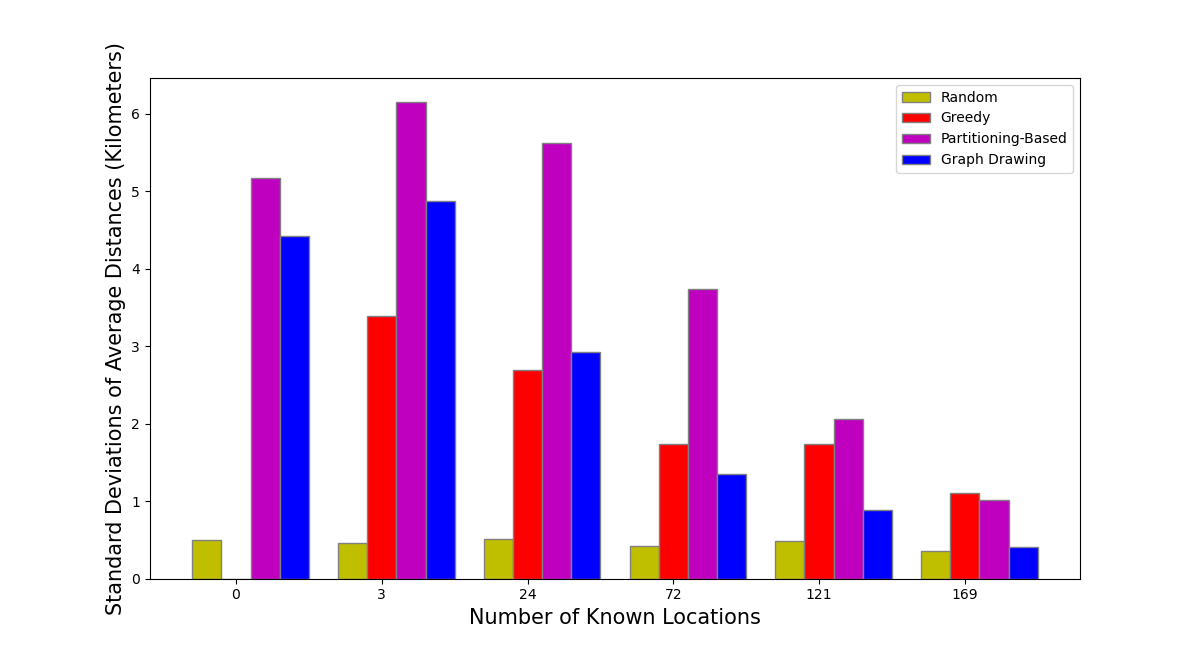 Standard Deviations of Average Distances (Kilometers)
6
5
4
3
2
1
0
Random
Greedy
Partitioning-Based
Graph Drawing
0 3 24 72 121 169
Number of Known Locations